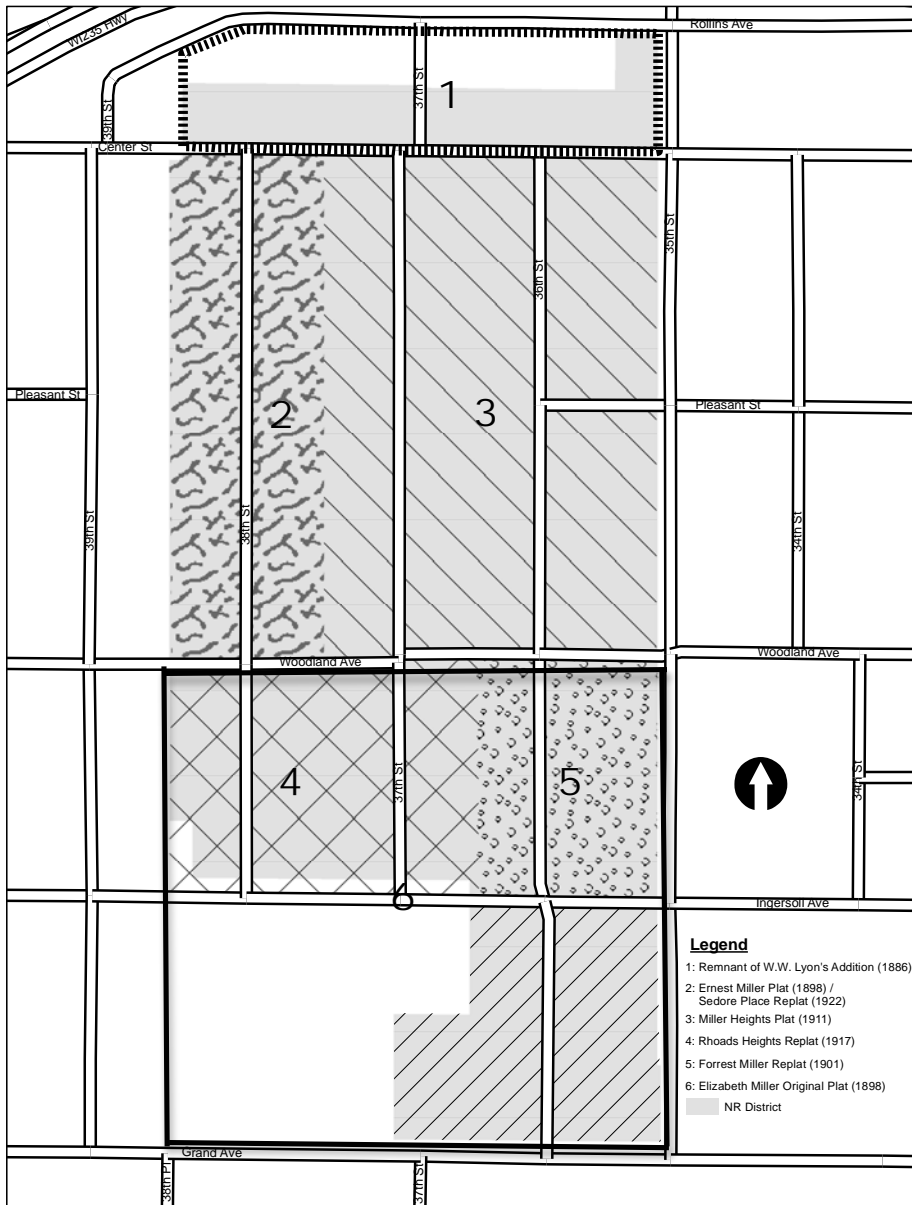 Rollins Ave
WI235 Hwy
37th St
1
39th St
Center St
35th St
36th St
Pleasant St
Pleasant St
2
3
39th St
38th St
34th St
Woodland Ave
Woodland Ave
4
37th St
5
34th St
6
Ingersoll Ave
Legend
1: Remnant of W.W. Lyon's Addition (1886)
2: Ernest Miller Plat (1898) /
Sedore Place Replat (1922)
3: Miller Heights Plat (1911)
4: Rhoads Heights Replat (1917)
5: Forrest Miller Replat (1901)
6: Elizabeth Miller Original Plat (1898)
NR District
Grand Ave
38th Pl
37th St